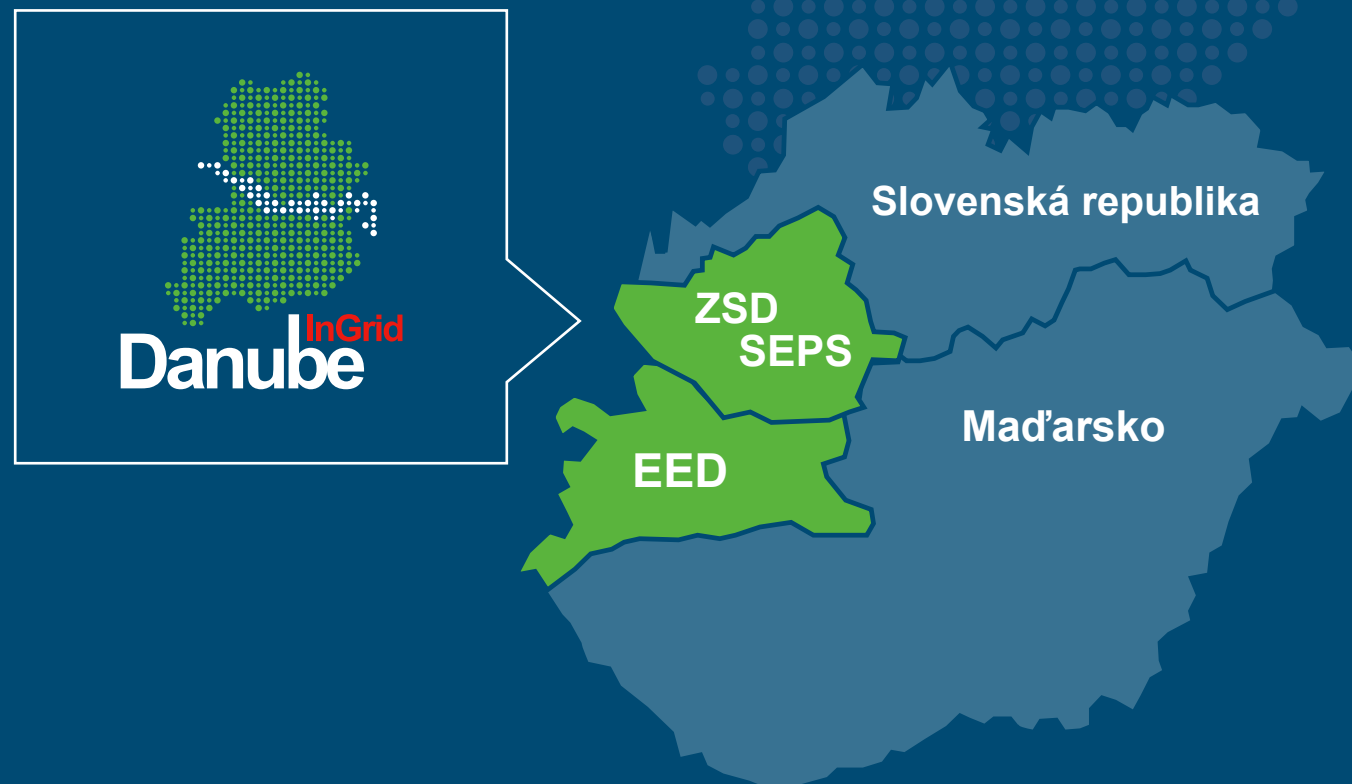 InGrid
Danube
Slovenská republika
ZSD
SEPS
Maďarsko
EED